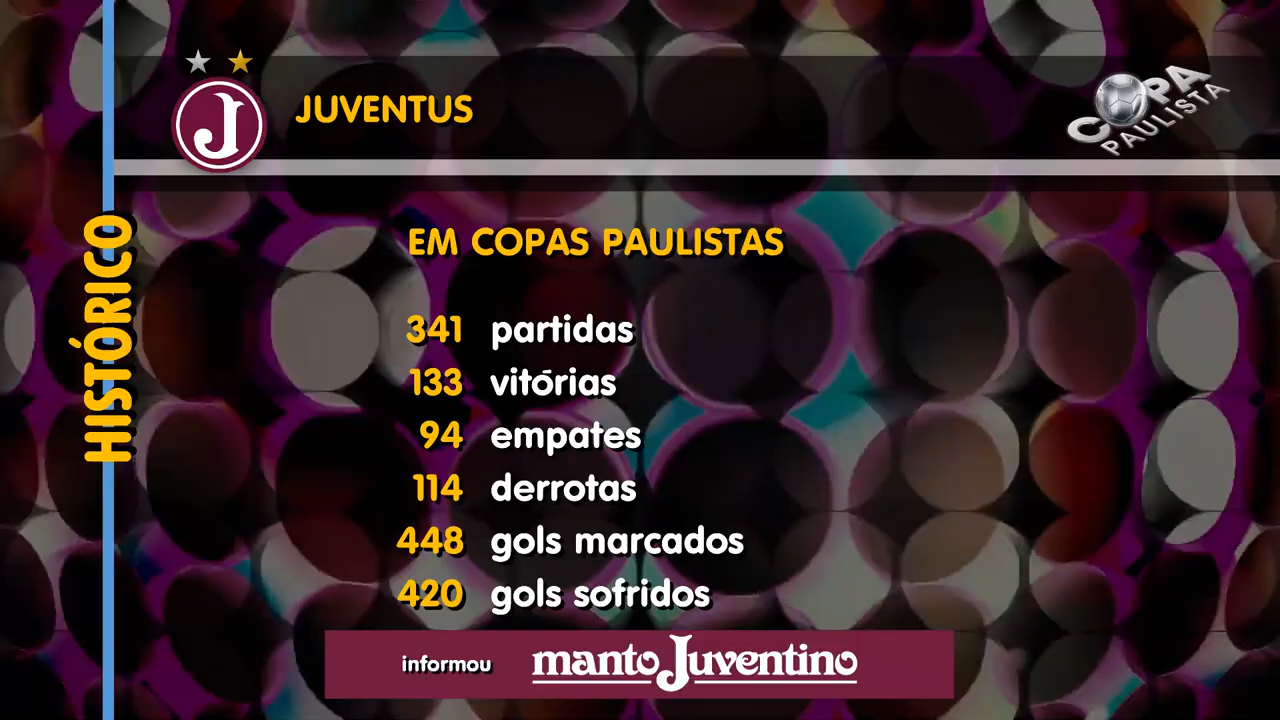 J
JUVENTUS
COPA
PAULISTA
HISTÓRICO
EM COPAS PAULISTAS
341 partidas
133 vitórias
94 empates
114 derrotas
448 gols marcados
420 gols sofridos
informou manto Juventino